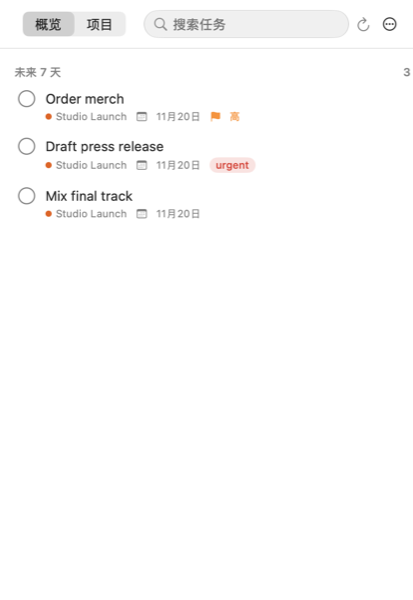 概览 项目 搜索任务
未来 7 天 3
Order merch
Studio Launch 11月20日 高
Draft press release
Studio Launch 11月20日 urgent
Mix final track
Studio Launch 11月20日